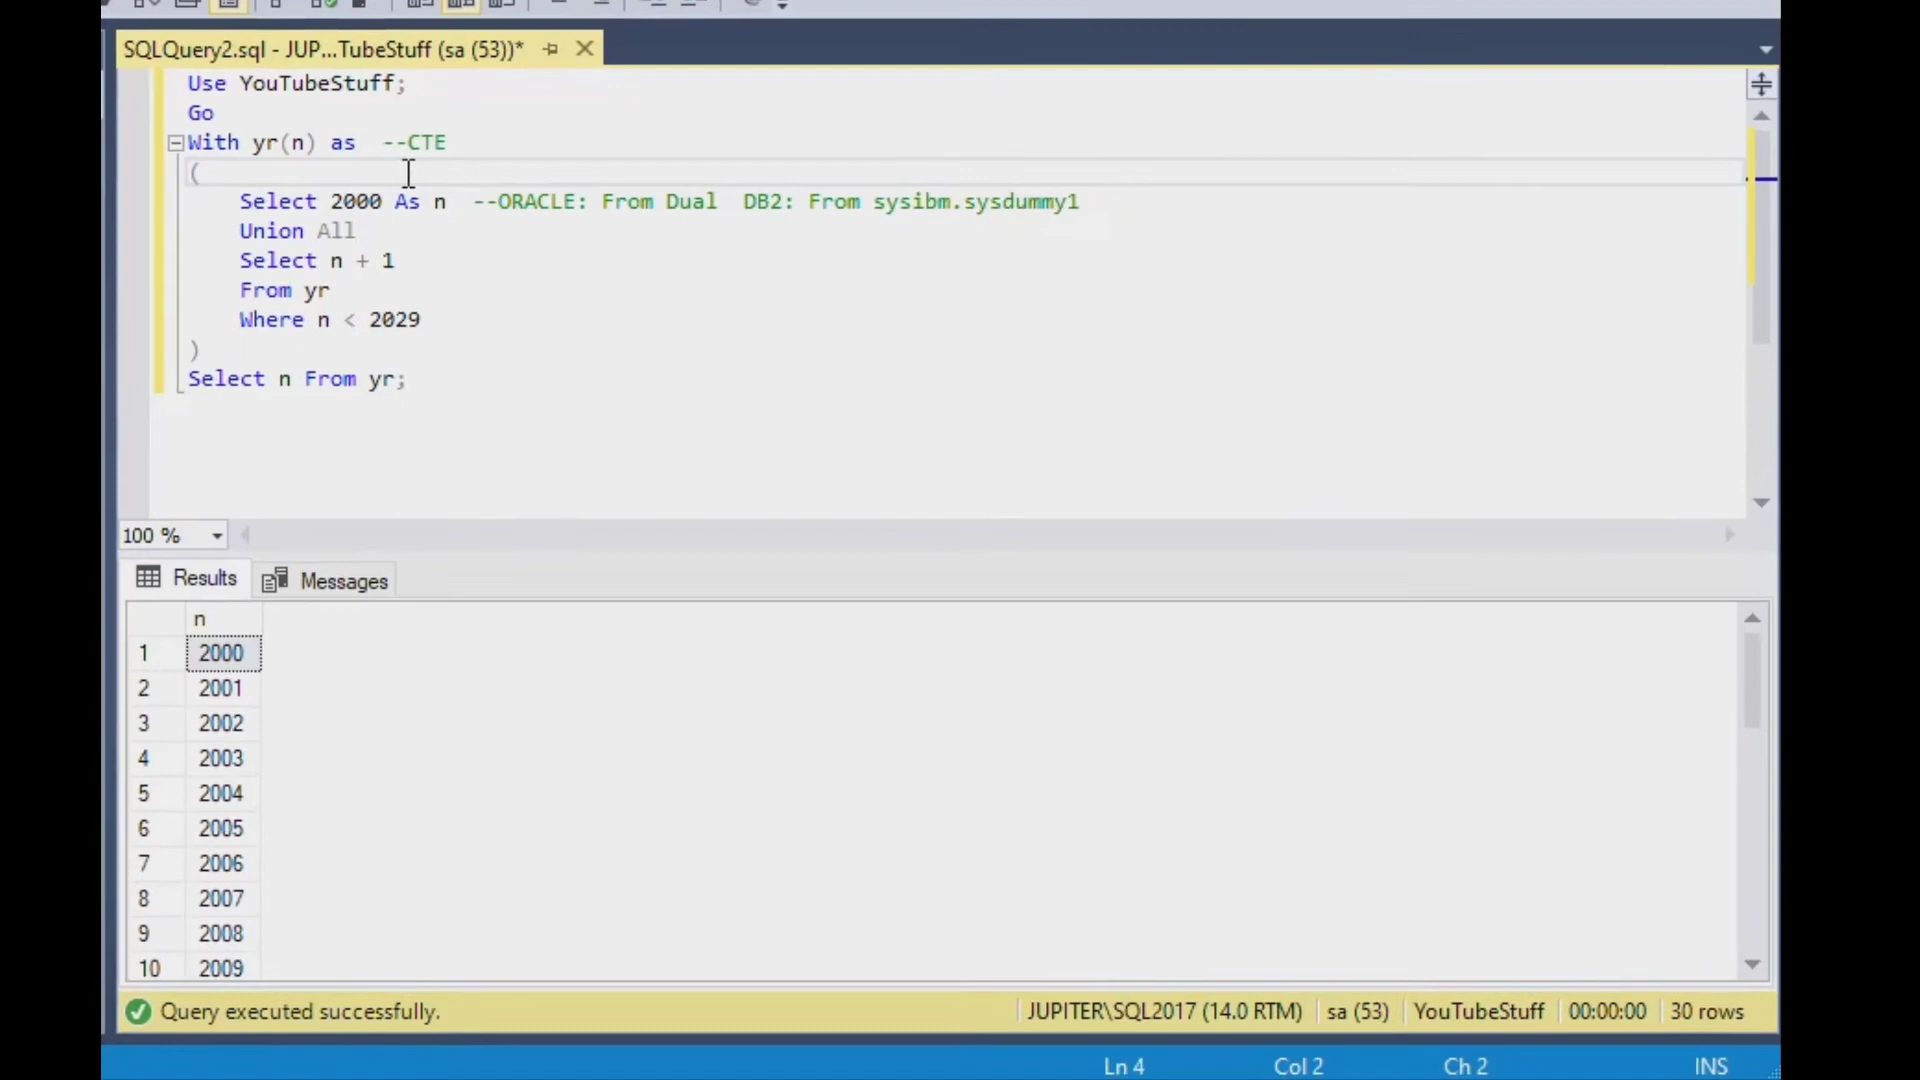 SQLQuery2.sql - JUP...TubeStuff (sa (53))*
Use YouTubeStuff;
Go
With yr(n) as  --CTE
(
Select 2000 As n  --ORACLE: From Dual  DB2: From sysibm.sysdummy1
Union All
Select n + 1
From yr
Where n < 2029
)
Select n From yr;
100 %
Results Messages
n
1 2000
2 2001
3 2002
4 2003
5 2004
6 2005
7 2006
8 2007
9 2008
10 2009
Query executed successfully. JUPITER\SQL2017 (14.0 RTM) sa (53) YouTubeStuff 00:00:00 30 rows
Ln 4 Col 2 Ch 2 INS